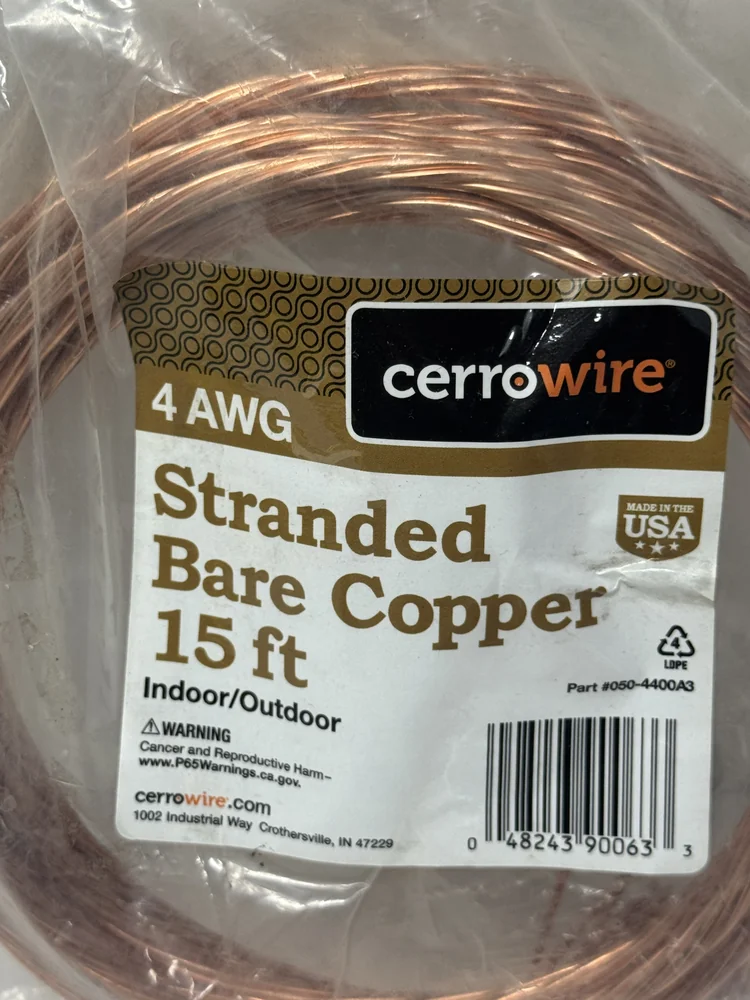 cerrowire®
4 AWG
Stranded
Bare Copper
15 ft
Indoor/Outdoor
MADE IN THE
USA
4
LDPE
Part #050-4400A3
⚠WARNING
Cancer and Reproductive Harm–
www.P65Warnings.ca.gov.
cerrowire.com
1002 Industrial Way Crothersville, IN 47229
0 48243 90063 3